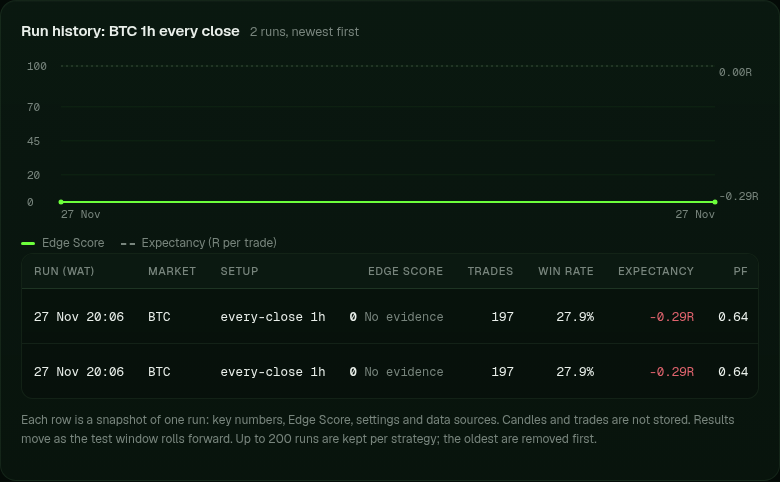 Run history: BTC 1h every close 2 runs, newest first
100
0.00R
70
45
20
0
-0.29R
27 Nov 27 Nov
Edge Score Expectancy (R per trade)
RUN (WAT) MARKET SETUP EDGE SCORE TRADES WIN RATE EXPECTANCY PF
27 Nov 20:06 BTC every-close 1h 0 No evidence 197 27.9% -0.29R 0.64
27 Nov 20:06 BTC every-close 1h 0 No evidence 197 27.9% -0.29R 0.64
Each row is a snapshot of one run: key numbers, Edge Score, settings and data sources. Candles and trades are not stored. Results
move as the test window rolls forward. Up to 200 runs are kept per strategy; the oldest are removed first.